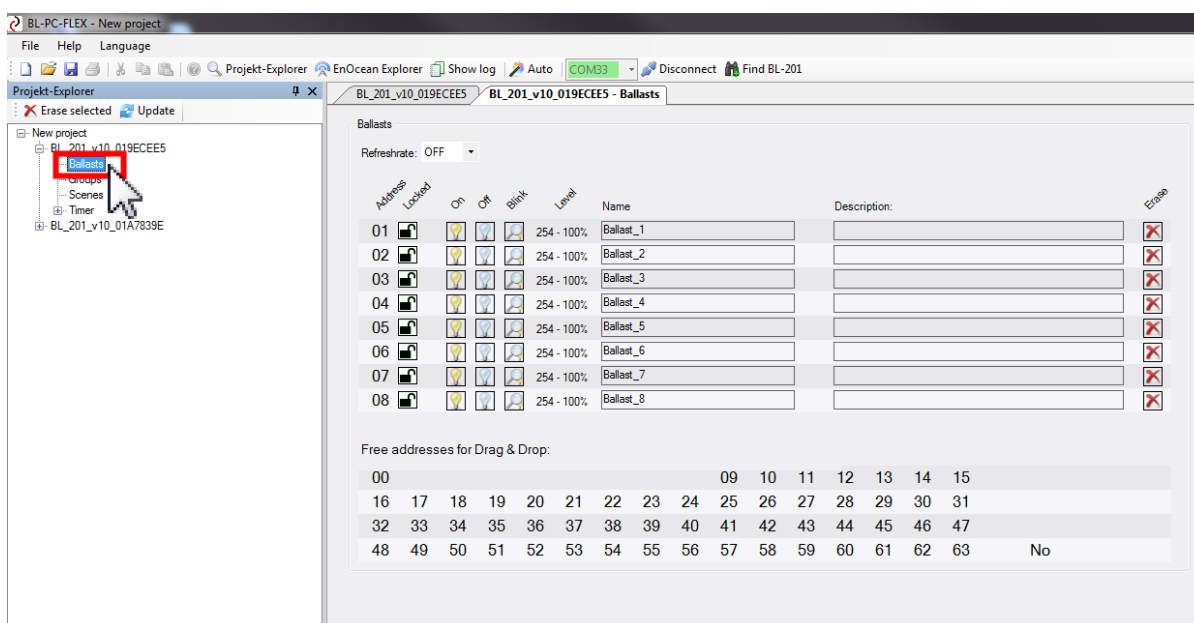 BL-PC-FLEX - New project
File Help Language
Projekt-Explorer EnOcean Explorer Show log Auto COM33 Disconnect Find BL-201
Projekt-Explorer
Erase selected Update
New project
BL_201_v10_019ECEE5
Ballasts
Groups
Scenes
Timer
BL_201_v10_01A7839E
BL_201_v10_019ECEE5 BL_201_v10_019ECEE5 - Ballasts
Ballasts
Refreshrate: OFF
Address Locked On Off Blink Level Name Description: Erase
01 254 - 100% Ballast_1
02 254 - 100% Ballast_2
03 254 - 100% Ballast_3
04 254 - 100% Ballast_4
05 254 - 100% Ballast_5
06 254 - 100% Ballast_6
07 254 - 100% Ballast_7
08 254 - 100% Ballast_8
Free addresses for Drag & Drop:
00 09 10 11 12 13 14 15
16 17 18 19 20 21 22 23 24 25 26 27 28 29 30 31
32 33 34 35 36 37 38 39 40 41 42 43 44 45 46 47
48 49 50 51 52 53 54 55 56 57 58 59 60 61 62 63 No